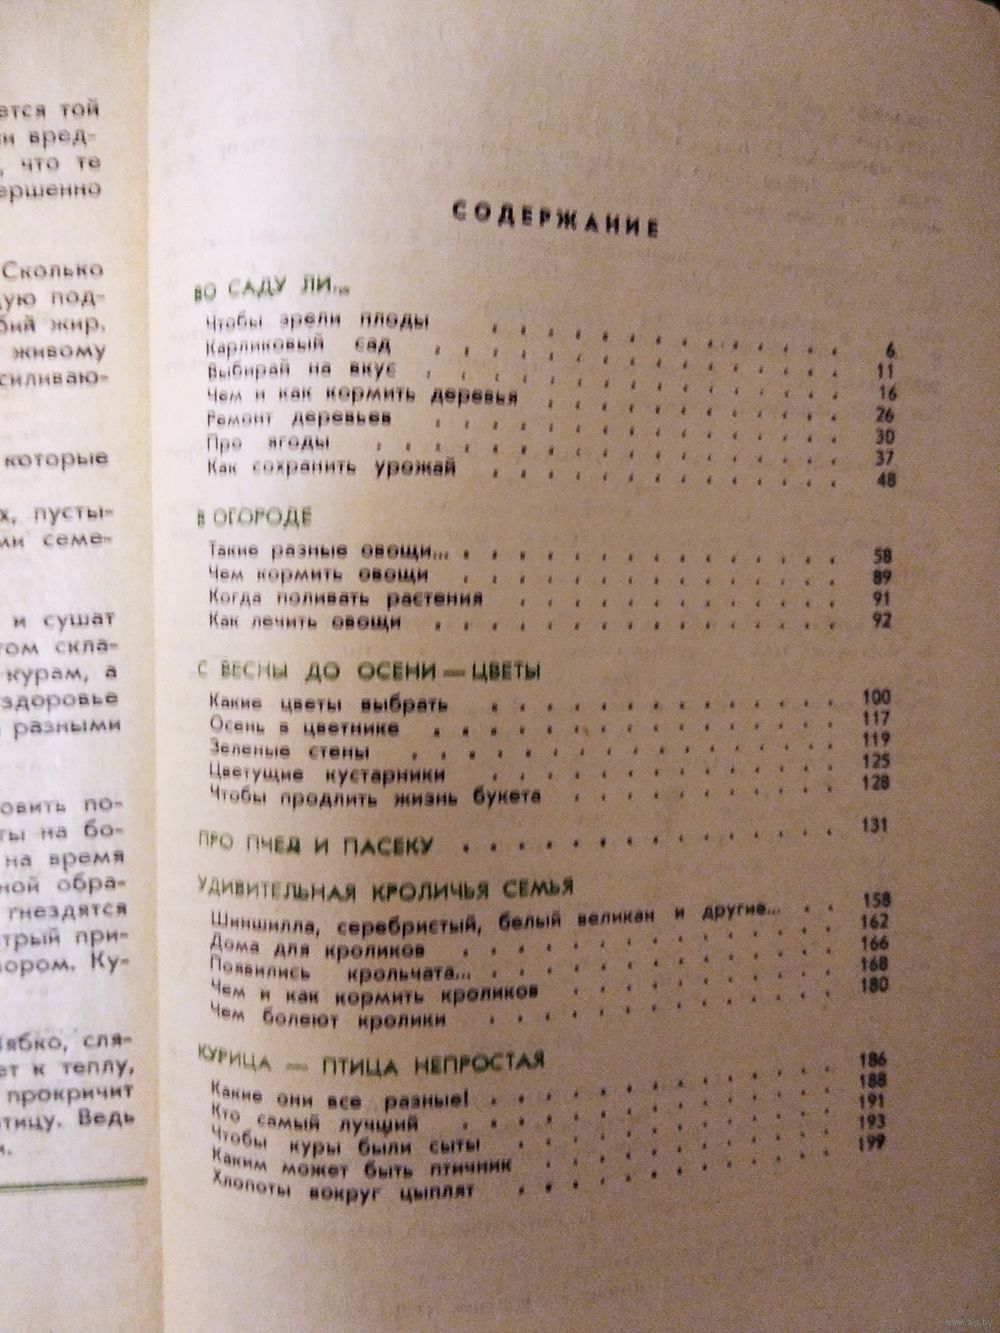 ется той
и вред-
, что те
ершенно
Сколько
ую под-
бий жир,
живому
силиваю-
которые
х, пусты-
ми семе-
и сушат
том скла-
курам, а
здоровье
разными
овить по-
ты на бо-
на время
ной обра-
гнездятся
трый при-
вором. Ку-
зябко, сля-
ет к теплу,
прокричит
тицу. Ведь
СОДЕРЖАНИЕ
ВО САДУ ЛИ...
Чтобы зрели плоды . . . . . . . . . . . . . 6
Карликовый сад . . . . . . . . . . . . . . . 11
Выбирай на вкус . . . . . . . . . . . . . . . 16
Чем и как кормить деревья . . . . . . . . . . . 26
Ремонт деревьев . . . . . . . . . . . . . . . 30
Про ягоды . . . . . . . . . . . . . . . . . 37
Как сохранить урожай . . . . . . . . . . . . . 48
В ОГОРОДЕ
Такие разные овощи... . . . . . . . . . . . . . . 58
Чем кормить овощи . . . . . . . . . . . . . . 89
Когда поливать растения . . . . . . . . . . . . 91
Как лечить овощи . . . . . . . . . . . . . . . 92
С ВЕСНЫ ДО ОСЕНИ — ЦВЕТЫ
Какие цветы выбрать . . . . . . . . . . . . . 100
Осень в цветнике . . . . . . . . . . . . . . . 117
Зеленые стены . . . . . . . . . . . . . . . . 119
Цветущие кустарники . . . . . . . . . . . . . 125
Чтобы продлить жизнь букета . . . . . . . . . . 128
ПРО ПЧЕЛ И ПАСЕКУ . . . . . . . . . . . . . . 131
УДИВИТЕЛЬНАЯ КРОЛИЧЬЯ СЕМЬЯ
Шиншилла, серебристый, белый великан и другие... . . 158
Дома для кроликов . . . . . . . . . . . . . . 162
Появились крольчата... . . . . . . . . . . . . . 166
Чем и как кормить кроликов . . . . . . . . . . . 168
Чем болеют кролики . . . . . . . . . . . . . 180
КУРИЦА — ПТИЦА НЕПРОСТАЯ
Какие они все разные! . . . . . . . . . . . . . 186
Кто самый лучший . . . . . . . . . . . . . . 188
Чтобы куры были сыты . . . . . . . . . . . . 191
Каким может быть птичник . . . . . . . . . . . 193
Хлопоты вокруг цыплят . . . . . . . . . . . . 199
www.ay.by